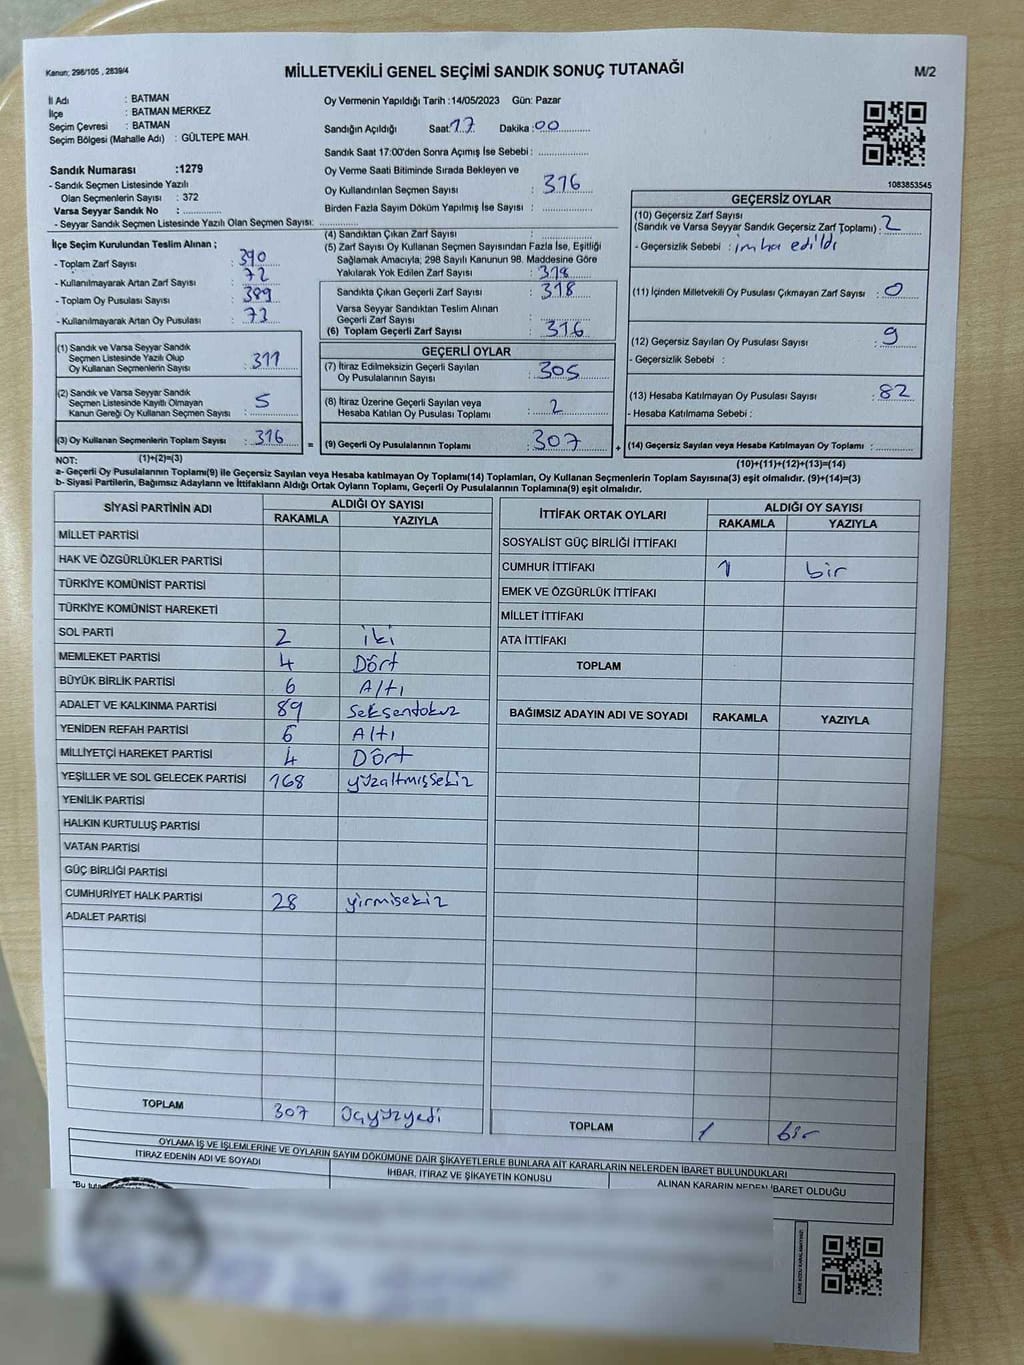 Kanun; 298/105 , 2839/4
MİLLETVEKİLİ GENEL SEÇİMİ SANDIK SONUÇ TUTANAĞI
M/2
İl Adı : BATMAN
İlçe : BATMAN MERKEZ
Seçim Çevresi : BATMAN
Seçim Bölgesi (Mahalle Adı) : GÜLTEPE MAH.
Sandık Numarası :1279
- Sandık Seçmen Listesinde Yazılı
Olan Seçmenlerin Sayısı : 372
Varsa Seyyar Sandık No : ..............
- Seyyar Sandık Seçmen Listesinde Yazılı Olan Seçmen Sayısı: ..............
İlçe Seçim Kurulundan Teslim Alınan ;
- Toplam Zarf Sayısı : 390
- Kullanılmayarak Artan Zarf Sayısı : 72
- Toplam Oy Pusulası Sayısı : 389
- Kullanılmayarak Artan Oy Pusulası : 73
(1) Sandık ve Varsa Seyyar Sandık
Seçmen Listesinde Yazılı Olup
Oy Kullanan Seçmenlerin Sayısı : 311
(2) Sandık ve Varsa Seyyar Sandık
Seçmen Listesinde Kayıtlı Olmayan
Kanun Gereği Oy Kullanan Seçmen Sayısı : 5
(3) Oy Kullanan Seçmenlerin Toplam Sayısı : 316
Oy Vermenin Yapıldığı Tarih :14/05/2023 Gün: Pazar
Sandığın Açıldığı Saat: 17 Dakika: 00
Sandık Saat 17:00'den Sonra Açımış İse Sebebi : ..............
Oy Verme Saati Bitiminde Sırada Bekleyen ve
Oy Kullandırılan Seçmen Sayısı : 316
Birden Fazla Sayım Döküm Yapılmış İse Sayısı : ..............
(4) Sandıktan Çıkan Zarf Sayısı : ..............
(5) Zarf Sayısı Oy Kullanan Seçmen Sayısından Fazla İse, Eşitliği
Sağlamak Amacıyla; 298 Sayılı Kanunun 98. Maddesine Göre
Yakılarak Yok Edilen Zarf Sayısı : 318
Sandıkta Çıkan Geçerli Zarf Sayısı : 318
Varsa Seyyar Sandıktan Teslim Alınan
Geçerli Zarf Sayısı : ..............
(6) Toplam Geçerli Zarf Sayısı : 316
GEÇERLİ OYLAR
(7) İtiraz Edilmeksizin Geçerli Sayılan
Oy Pusulalarının Sayısı : 305
(8) İtiraz Üzerine Geçerli Sayılan veya
Hesaba Katılan Oy Pusulası Toplamı : 2
= (9) Geçerli Oy Pusulalarının Toplamı : 307 +
1083853545
GEÇERSİZ OYLAR
(10) Geçersiz Zarf Sayısı
(Sandık ve Varsa Seyyar Sandık Geçersiz Zarf Toplamı) : 2
- Geçersizlik Sebebi : imha edildi
(11) İçinden Milletvekili Oy Pusulası Çıkmayan Zarf Sayısı : 0
(12) Geçersiz Sayılan Oy Pusulası Sayısı : 9
- Geçersizlik Sebebi :
(13) Hesaba Katılmayan Oy Pusulası Sayısı : 82
- Hesaba Katılmama Sebebi :
(14) Geçersiz Sayılan veya Hesaba Katılmayan Oy Toplamı : ..............
NOT: (1)+(2)=(3) (10)+(11)+(12)+(13)=(14)
a- Geçerli Oy Pusulalarının Toplamı(9) ile Geçersiz Sayılan veya Hesaba katılmayan Oy Toplamı(14) Toplamları, Oy Kullanan Seçmenlerin Toplam Sayısına(3) eşit olmalıdır. (9)+(14)=(3)
b- Siyasi Partilerin, Bağımsız Adayların ve İttifakların Aldığı Ortak Oyların Toplamı, Geçerli Oy Pusulalarının Toplamına(9) eşit olmalıdır.
SİYASİ PARTİNİN ADI ALDIĞI OY SAYISI
RAKAMLA YAZIYLA
MİLLET PARTİSİ
HAK VE ÖZGÜRLÜKLER PARTİSİ
TÜRKİYE KOMÜNİST PARTİSİ
TÜRKİYE KOMÜNİST HAREKETİ
SOL PARTİ 2 iki
MEMLEKET PARTİSİ 4 Dört
BÜYÜK BİRLİK PARTİSİ 6 Altı
ADALET VE KALKINMA PARTİSİ 89 Seksendokuz
YENİDEN REFAH PARTİSİ 6 Altı
MİLLİYETÇİ HAREKET PARTİSİ 4 Dört
YEŞİLLER VE SOL GELECEK PARTİSİ 168 yüzaltmışsekiz
YENİLİK PARTİSİ
HALKIN KURTULUŞ PARTİSİ
VATAN PARTİSİ
GÜÇ BİRLİĞİ PARTİSİ
CUMHURİYET HALK PARTİSİ 28 yirmisekiz
ADALET PARTİSİ
TOPLAM 307 Üçyüzyedi
İTTİFAK ORTAK OYLARI ALDIĞI OY SAYISI
RAKAMLA YAZIYLA
SOSYALİST GÜÇ BİRLİĞİ İTTİFAKI
CUMHUR İTTİFAKI 1 bir
EMEK VE ÖZGÜRLÜK İTTİFAKI
MİLLET İTTİFAKI
ATA İTTİFAKI
TOPLAM
BAĞIMSIZ ADAYIN ADI VE SOYADI RAKAMLA YAZIYLA
TOPLAM 1 bir
OYLAMA İŞ VE İŞLEMLERİNE VE OYLARIN SAYIM DÖKÜMÜNE DAİR ŞİKAYETLERLE BUNLARA AİT KARARLARIN NELERDEN İBARET BULUNDUKLARI
İTİRAZ EDENİN ADI VE SOYADI İHBAR, İTİRAZ VE ŞİKAYETİN KONUSU ALINAN KARARIN NEDEN İBARET OLDUĞU
"Bu